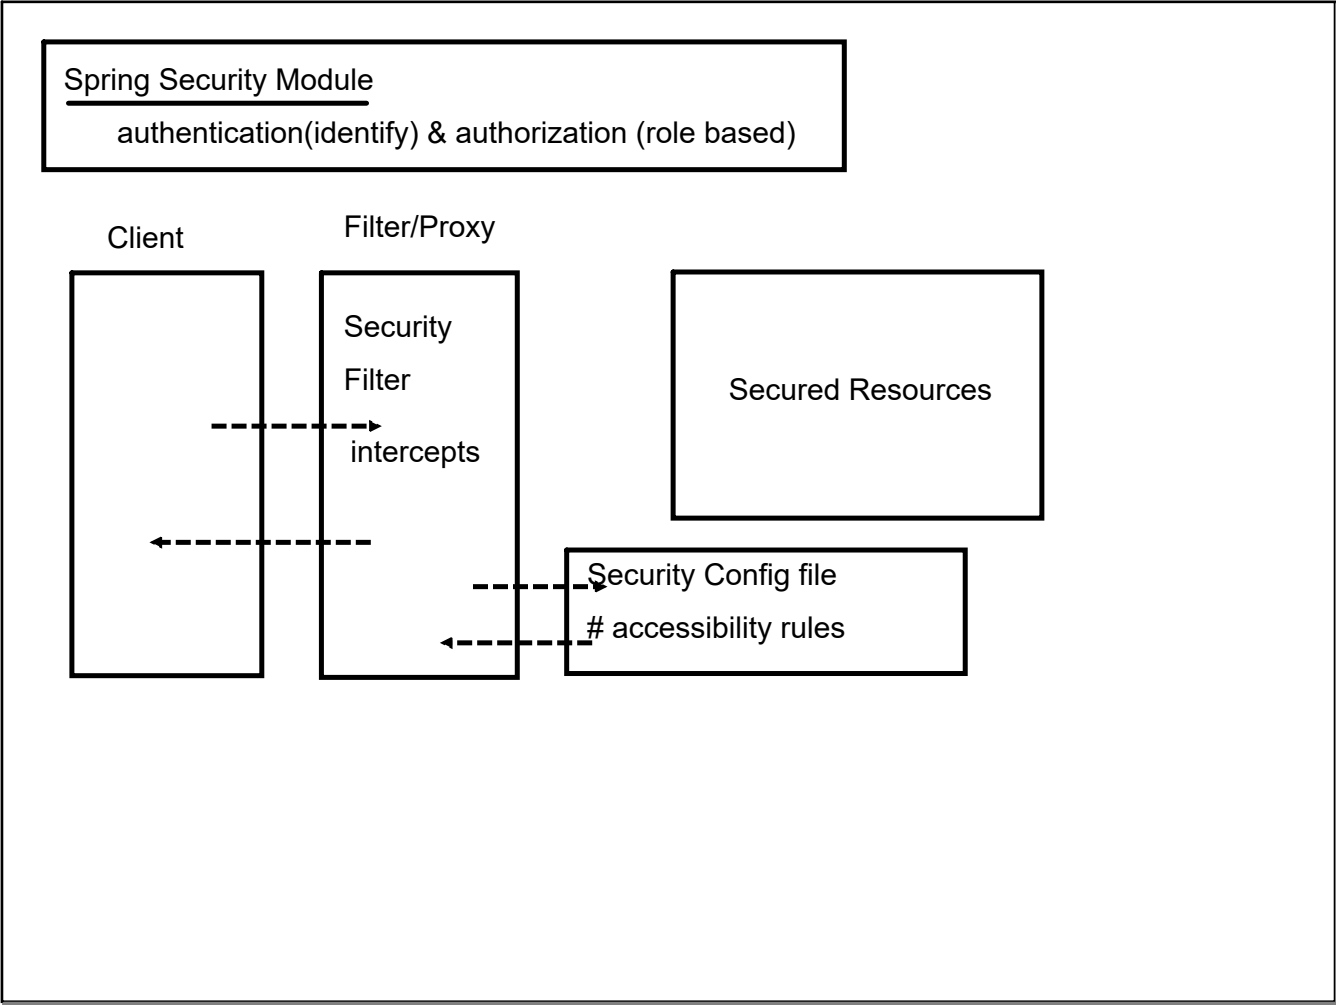 Spring Security Module
authentication(identify) & authorization (role based)
Client
Filter/Proxy
Security
Filter
intercepts
Secured Resources
Security Config file
# accessibility rules